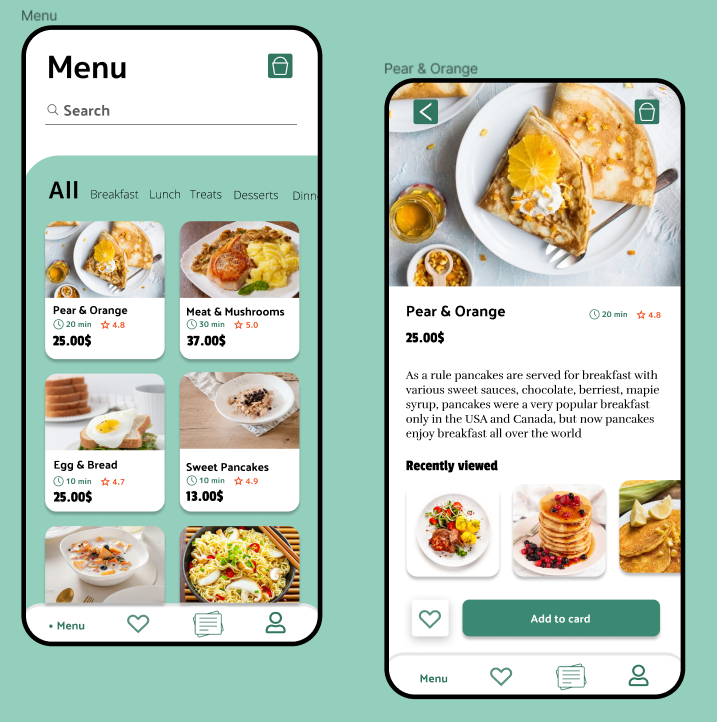 Menu
Menu
Search
All Breakfast Lunch Treats Desserts Dinn
Pear & Orange
20 min 4.8
25.00$
Meat & Mushrooms
30 min 5.0
37.00$
Egg & Bread
10 min 4.7
25.00$
Sweet Pancakes
10 min 4.9
13.00$
• Menu
Pear & Orange
Pear & Orange
20 min 4.8
25.00$
As a rule pancakes are served for breakfast with
various sweet sauces, chocolate, berriest, mapie
syrup, pancakes were a very popular breakfast
only in the USA and Canada, but now pancakes
enjoy breakfast all over the world
Recently viewed
Add to card
Menu